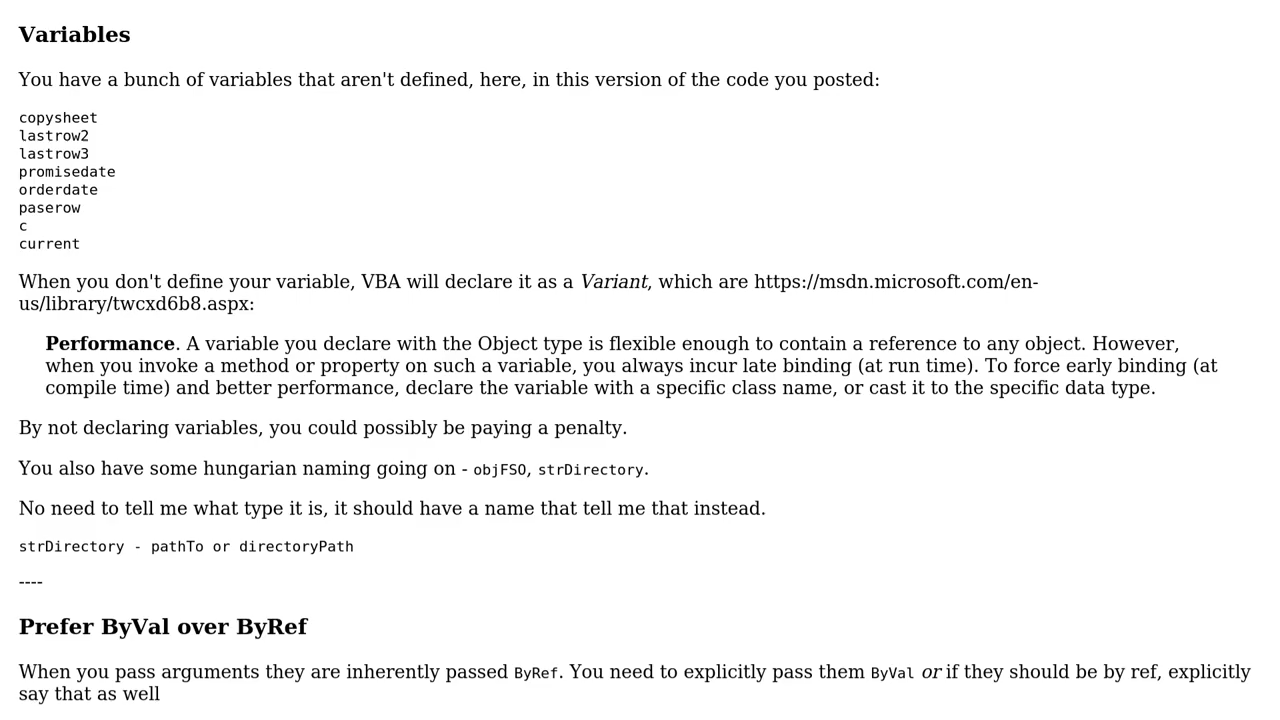 Variables
You have a bunch of variables that aren't defined, here, in this version of the code you posted:
copysheet
lastrow2
lastrow3
promisedate
orderdate
paserow
c
current
When you don't define your variable, VBA will declare it as a Variant, which are https://msdn.microsoft.com/en-
us/library/twcxd6b8.aspx:
Performance. A variable you declare with the Object type is flexible enough to contain a reference to any object. However,
when you invoke a method or property on such a variable, you always incur late binding (at run time). To force early binding (at
compile time) and better performance, declare the variable with a specific class name, or cast it to the specific data type.
By not declaring variables, you could possibly be paying a penalty.
You also have some hungarian naming going on - objFSO, strDirectory.
No need to tell me what type it is, it should have a name that tell me that instead.
strDirectory - pathTo or directoryPath
----
Prefer ByVal over ByRef
When you pass arguments they are inherently passed ByRef. You need to explicitly pass them ByVal or if they should be by ref, explicitly
say that as well